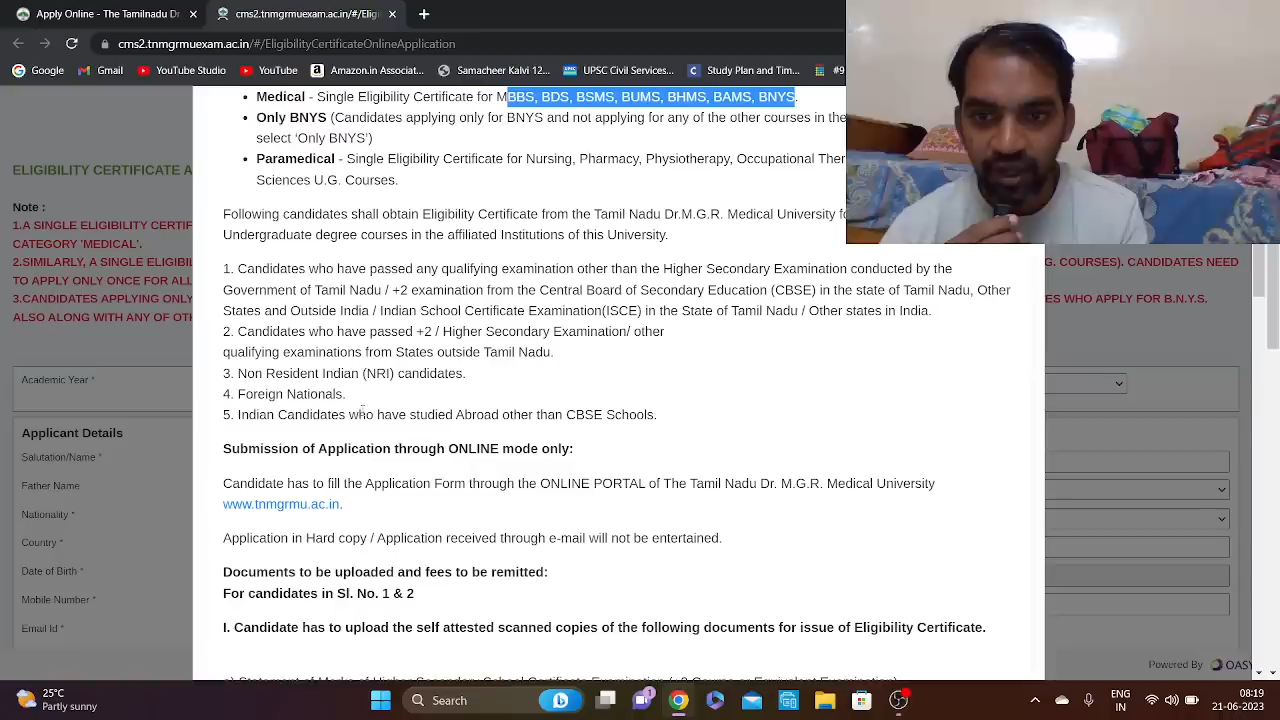 Apply Online - Tn Dr.M
TNMGRMU
cms2.tnmgrmuexam.ac.in/#/EligibilityCertificateOnlineApplication
Google
Gmail
YouTube Studio
YouTube
Amazon Associate...
Samacheer Kalvi 12...
UPSC Civil Services...
Plan and Track - Tim...
#9
• Medical - Single Eligibility Certificate for MBBS, BDS, BSMS, BUMS, BHMS, BAMS, BNYS.
• Only BNYS (Candidates applying only for BNYS and not applying for any of the other courses in the
select ‘Only BNYS’)
• Paramedical - Single Eligibility Certificate for Nursing, Pharmacy, Physiotherapy, Occupational Ther
Sciences U.G. Courses.
Following candidates shall obtain Eligibility Certificate from the Tamil Nadu Dr.M.G.R. Medical University fo
Undergraduate degree courses in the affiliated Institutions of this University.
1. Candidates who have passed any qualifying examination other than the Higher Secondary Examination conducted by the
Government of Tamil Nadu / +2 examination from the Central Board of Secondary Education (CBSE) in the state of Tamil Nadu, Other
States and Outside India / Indian School Certificate Examination(ISCE) in the State of Tamil Nadu / Other states in India.
2. Candidates who have passed +2 / Higher Secondary Examination/ other
qualifying examinations from States outside Tamil Nadu.
3. Non Resident Indian (NRI) candidates.
4. Foreign Nationals.
5. Indian Candidates who have studied Abroad other than CBSE Schools.
Submission of Application through ONLINE mode only:
Candidate has to fill the Application Form through the ONLINE PORTAL of The Tamil Nadu Dr. M.G.R. Medical University
www.tnmgrmu.ac.in.
Application in Hard copy / Application received through e-mail will not be entertained.
Documents to be uploaded and fees to be remitted:
For candidates in Sl. No. 1 & 2
I. Candidate has to upload the self attested scanned copies of the following documents for issue of Eligibility Certificate.
ELIGIBILITY CERTIFICATE A
Note :
1.A SINGLE ELIGIBILITY CERTIF
CATEGORY 'MEDICAL'.
2.SIMILARLY, A SINGLE ELIGIBIL
G. COURSES). CANDIDATES NEED
TO APPLY ONLY ONCE FOR ALL
3.CANDIDATES APPLYING ONLY
ES WHO APPLY FOR B.N.Y.S.
ALSO ALONG WITH ANY OF OTH
Academic Year *
Applicant Details
Salutation/Name *
Father Name
Nationality *
Country *
Date of Birth *
Mobile Number *
Email Id *
Powered By OASY
25°C
Partly sunny
Search
ENG
IN
08:19
21-06-2023